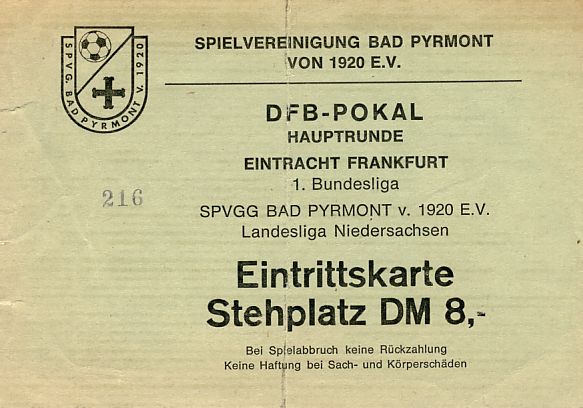 SPVG. BAD PYRMONT V. 1920
SPIELVEREINIGUNG BAD PYRMONT
VON 1920 E.V.
DFB-POKAL
HAUPTRUNDE
EINTRACHT FRANKFURT
1. Bundesliga
216
SPVGG BAD PYRMONT v. 1920 E.V.
Landesliga Niedersachsen
Eintrittskarte
Stehplatz DM 8,-
Bei Spielabbruch keine Rückzahlung
Keine Haftung bei Sach- und Körperschäden